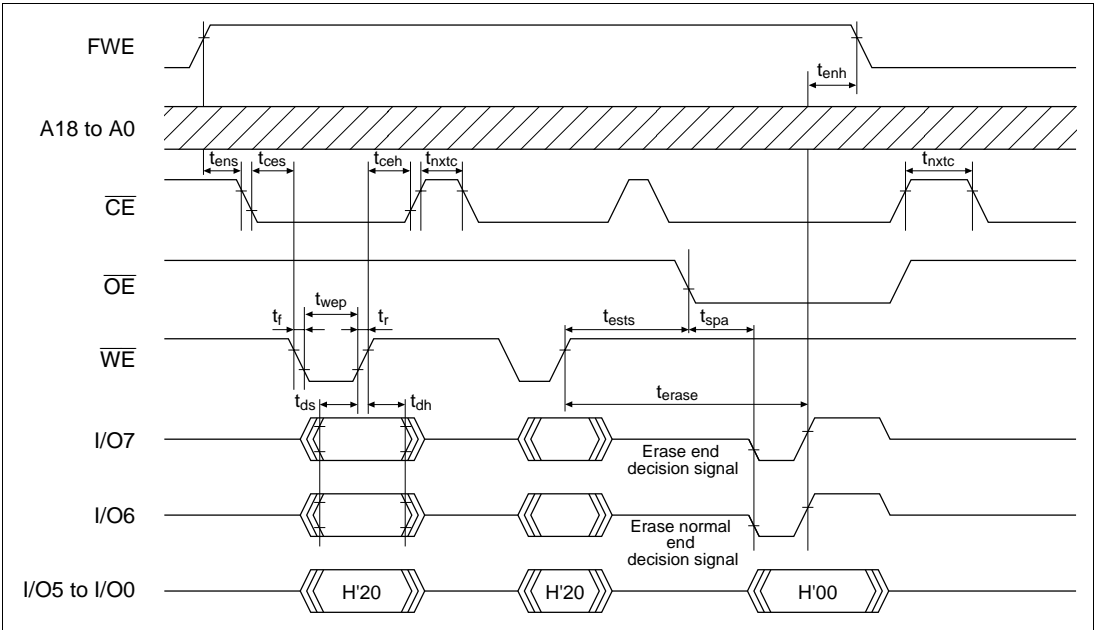 FWE
tenh
A18 to A0
tens
tces
tceh
tnxtc
tnxtc
CE
OE
tf
twep
tr
tests
tspa
WE
terase
tds
tdh
I/O7
Erase end
decision signal
I/O6
Erase normal
end
decision signal
I/O5 to I/O0
H'20
H'20
H'00